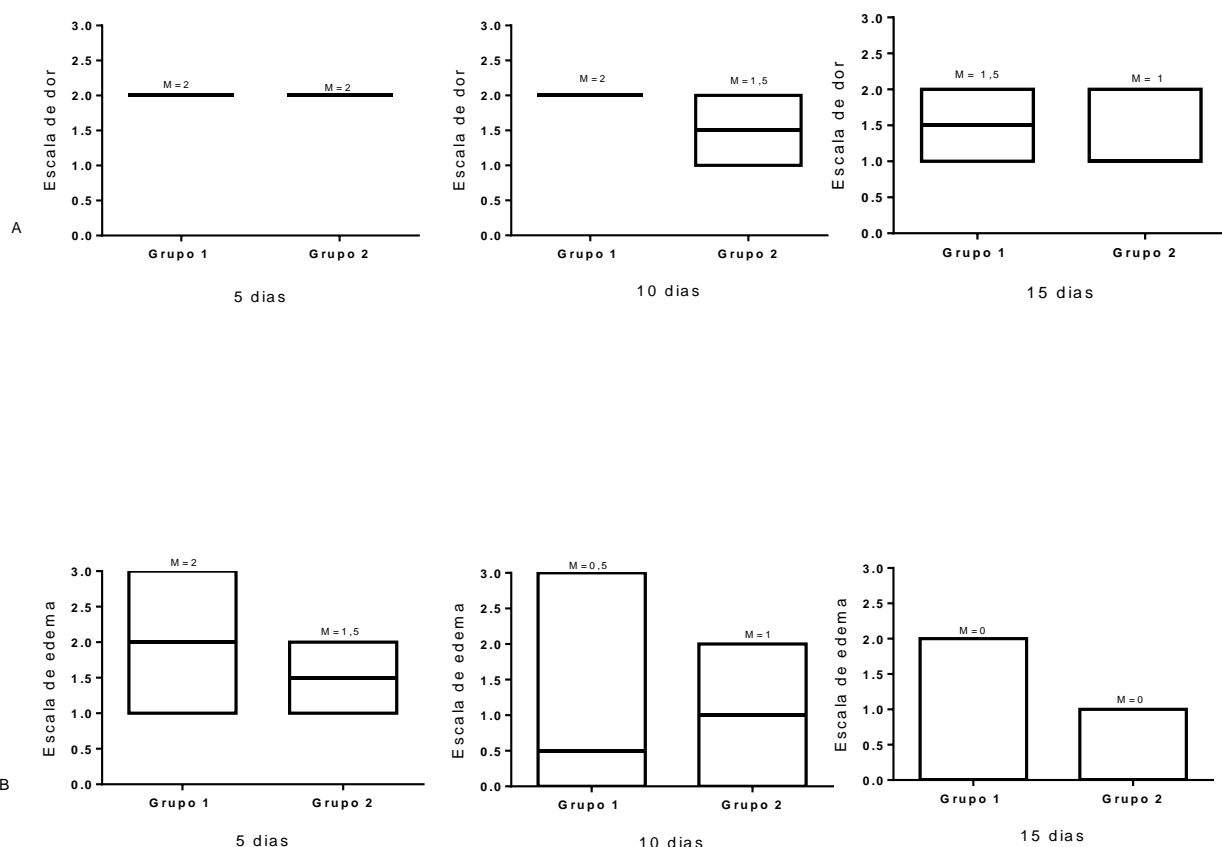 A
Escala de dor
3.0
2.5
2.0
1.5
1.0
0.5
0.0
M=2
M=2
Grupo 1
Grupo 2
5 dias
Escala de dor
3.0
2.5
2.0
1.5
1.0
0.5
0.0
M=2
M=1,5
Grupo 1
Grupo 2
10 dias
Escala de dor
3.0
2.5
2.0
1.5
1.0
0.5
0.0
M= 1,5
M= 1
Grupo 1
Grupo 2
15 dias
B
Escala de edema
3.0
2.5
2.0
1.5
1.0
0.5
0.0
M=2
M=1,5
Grupo 1
Grupo 2
5 dias
Escala de edema
3.0
2.5
2.0
1.5
1.0
0.5
0.0
M=0,5
M=1
Grupo 1
Grupo 2
10 dias
Escala de edema
3.0
2.5
2.0
1.5
1.0
0.5
0.0
M=0
M=0
Grupo 1
Grupo 2
15 dias